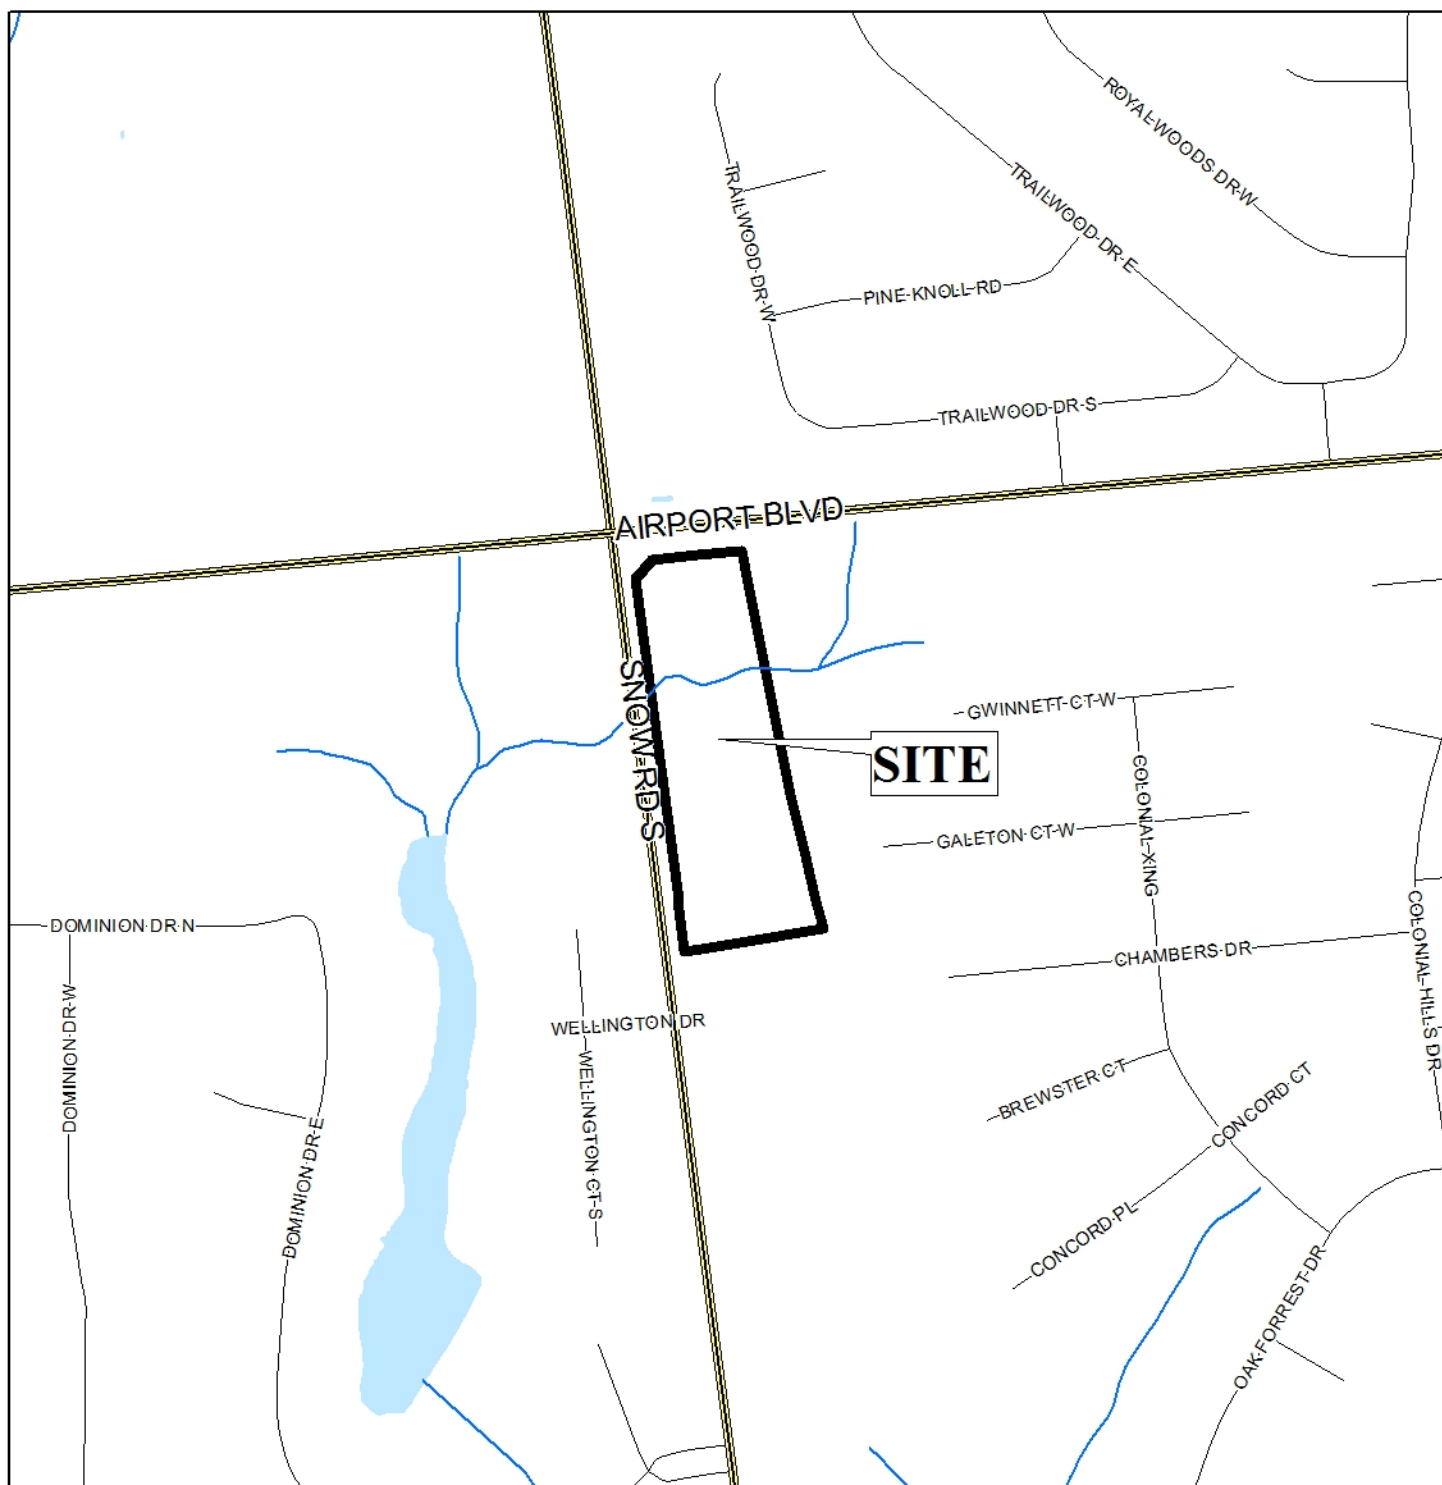 ROYAL WOODS DR W
TRAILWOOD DR W
TRAILWOOD DR E
PINE KNOLL RD
TRAILWOOD DR S
AIRPORT BLVD
SNOW RD S
GWINNETT CT W
SITE
COLONIAL XING
GALETON CT W
DOMINION DR N
COLONIAL HILLS DR
CHAMBERS DR
DOMINION DR W
WELLINGTON DR
WELLINGTON CT S
BREWSTER CT
CONCORD CT
DOMINION DR E
CONCORD PL
OAK FORREST DR